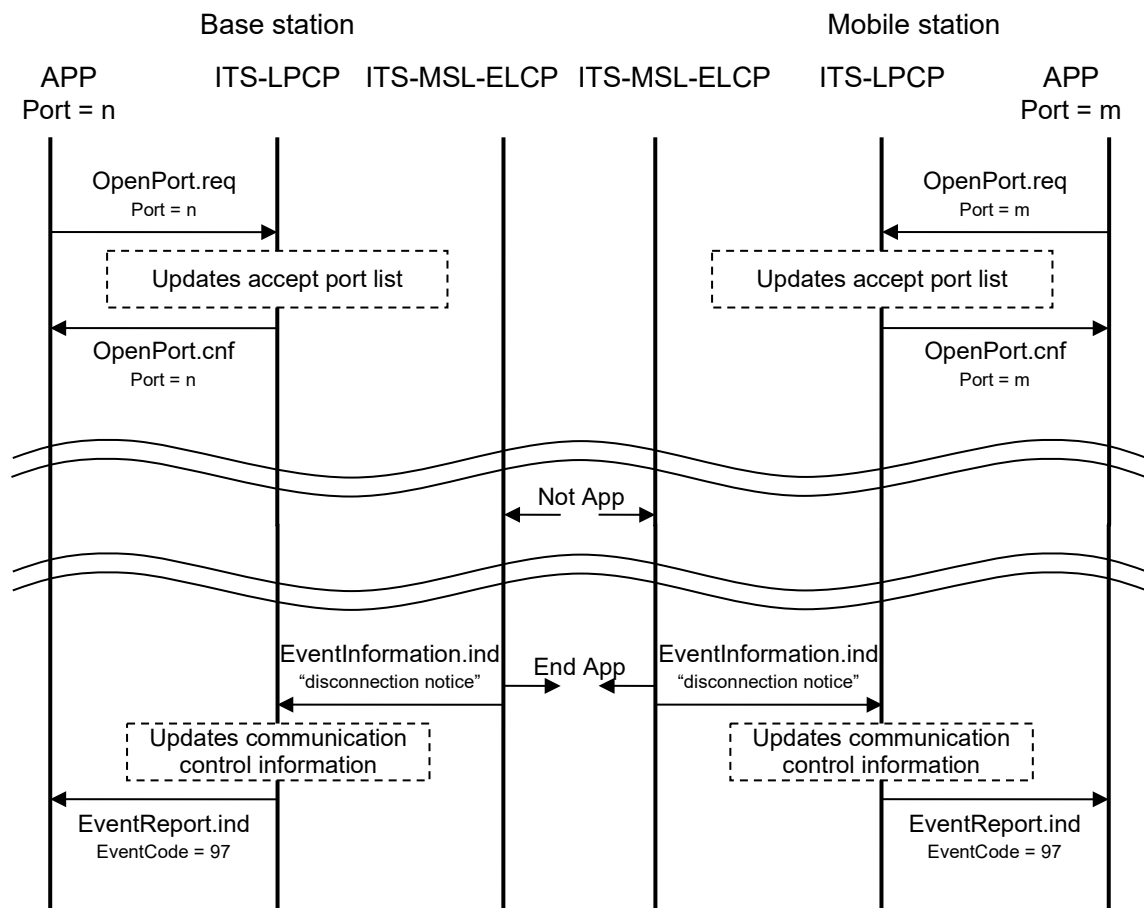 Base station
Mobile station
APP
ITS-LPCP
ITS-MSL-ELCP
ITS-MSL-ELCP
ITS-LPCP
APP
Port = n
Port = m
OpenPort.req
OpenPort.req
Port = n
Port = m
Updates accept port list
Updates accept port list
OpenPort.cnf
OpenPort.cnf
Port = n
Port = m
Not App
EventInformation.ind
End App
EventInformation.ind
“disconnection notice”
“disconnection notice”
Updates communication
control information
Updates communication
control information
EventReport.ind
EventReport.ind
EventCode = 97
EventCode = 97